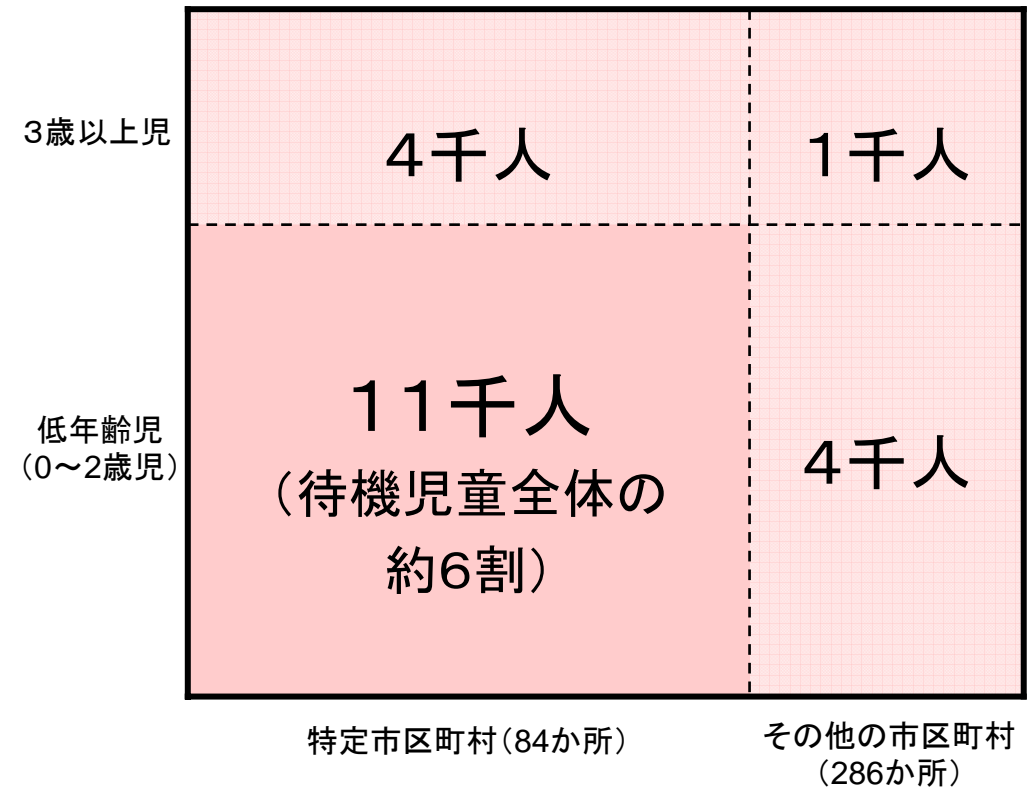 3歳以上児
4千人
1千人
低年齢児
（0～2歳児）
11千人
（待機児童全体の
約6割）
4千人
特定市区町村（84か所）
その他の市区町村
（286か所）